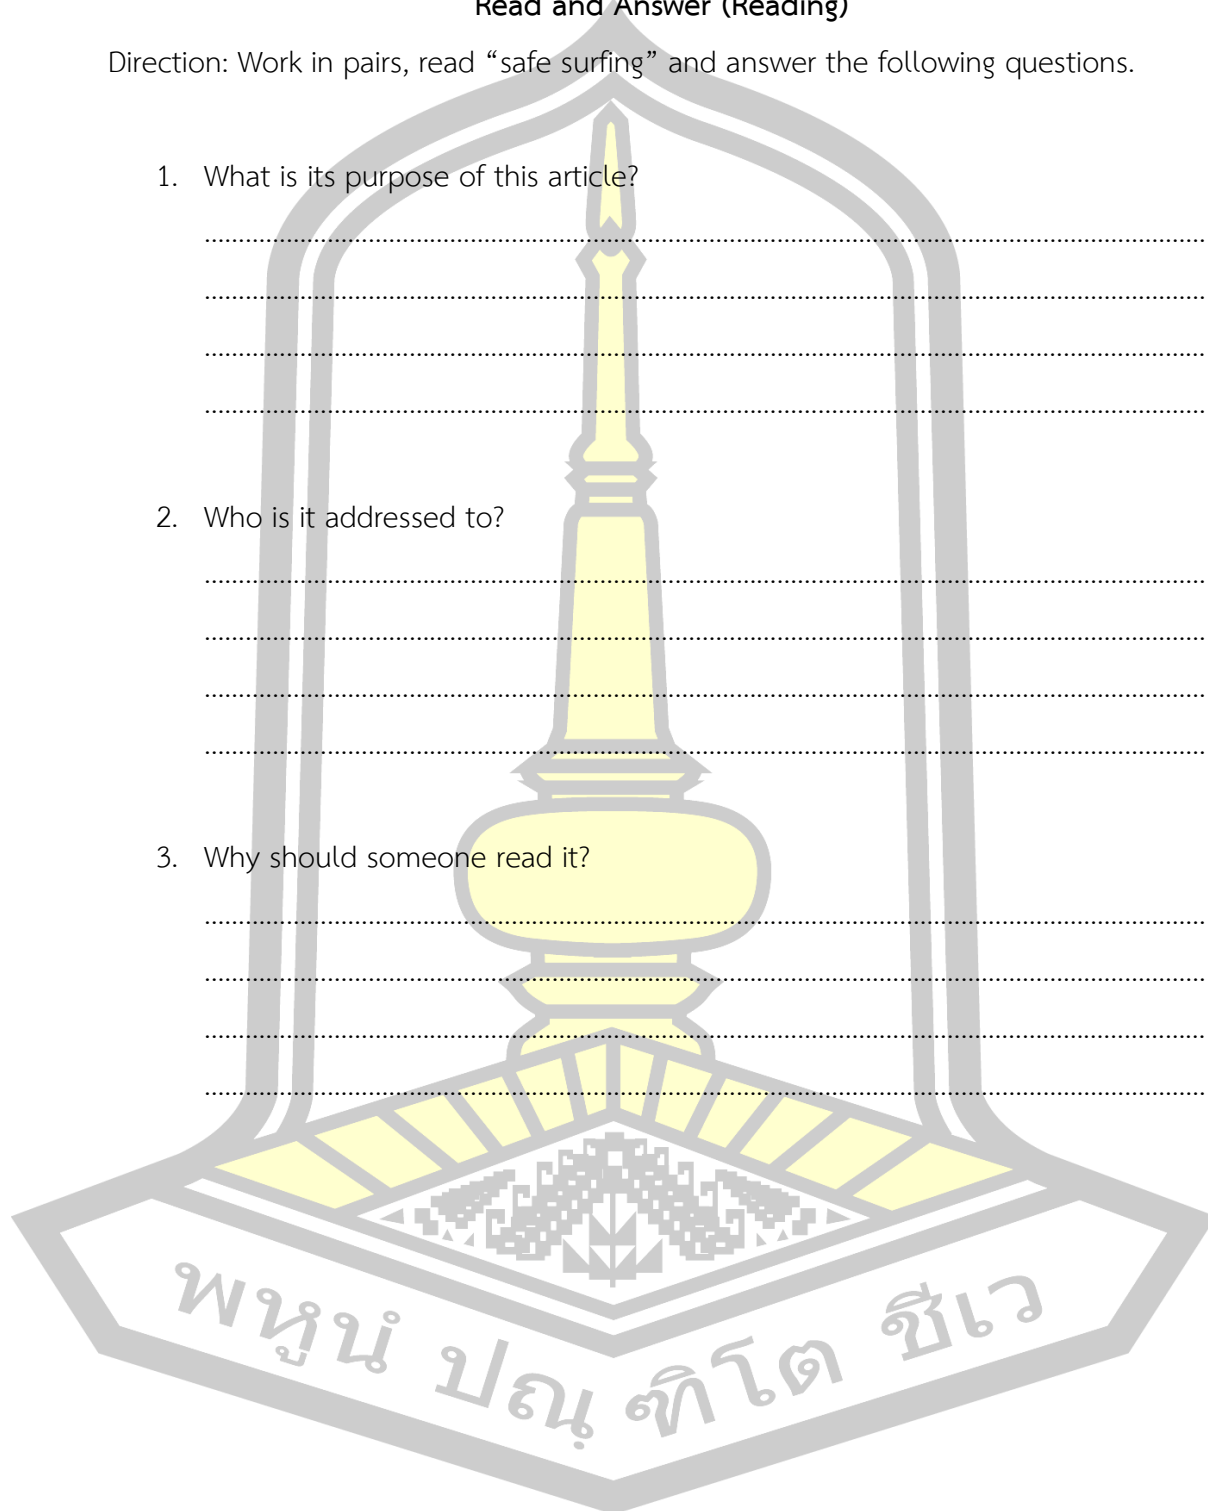 Read and Answer (Reading)
Direction: Work in pairs, read “safe surfing” and answer the following questions.
1. What is its purpose of this article?
2. Who is it addressed to?
3. Why should someone read it?
พหูนํ ปณฺฑิโต ชีเว